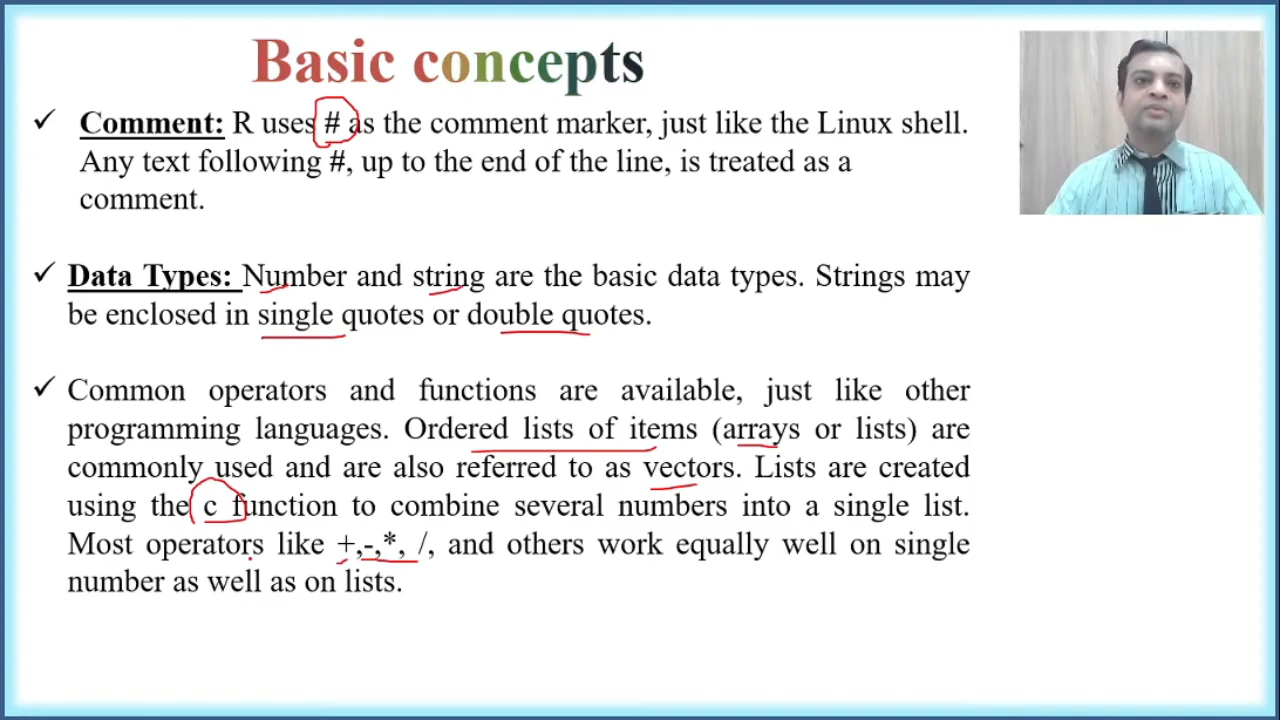 Basic concepts
✓ Comment: R uses # as the comment marker, just like the Linux shell.
Any text following #, up to the end of the line, is treated as a
comment.
✓ Data Types: Number and string are the basic data types. Strings may
be enclosed in single quotes or double quotes.
✓ Common operators and functions are available, just like other
programming languages. Ordered lists of items (arrays or lists) are
commonly used and are also referred to as vectors. Lists are created
using the c function to combine several numbers into a single list.
Most operators like +,-,*, /, and others work equally well on single
number as well as on lists.